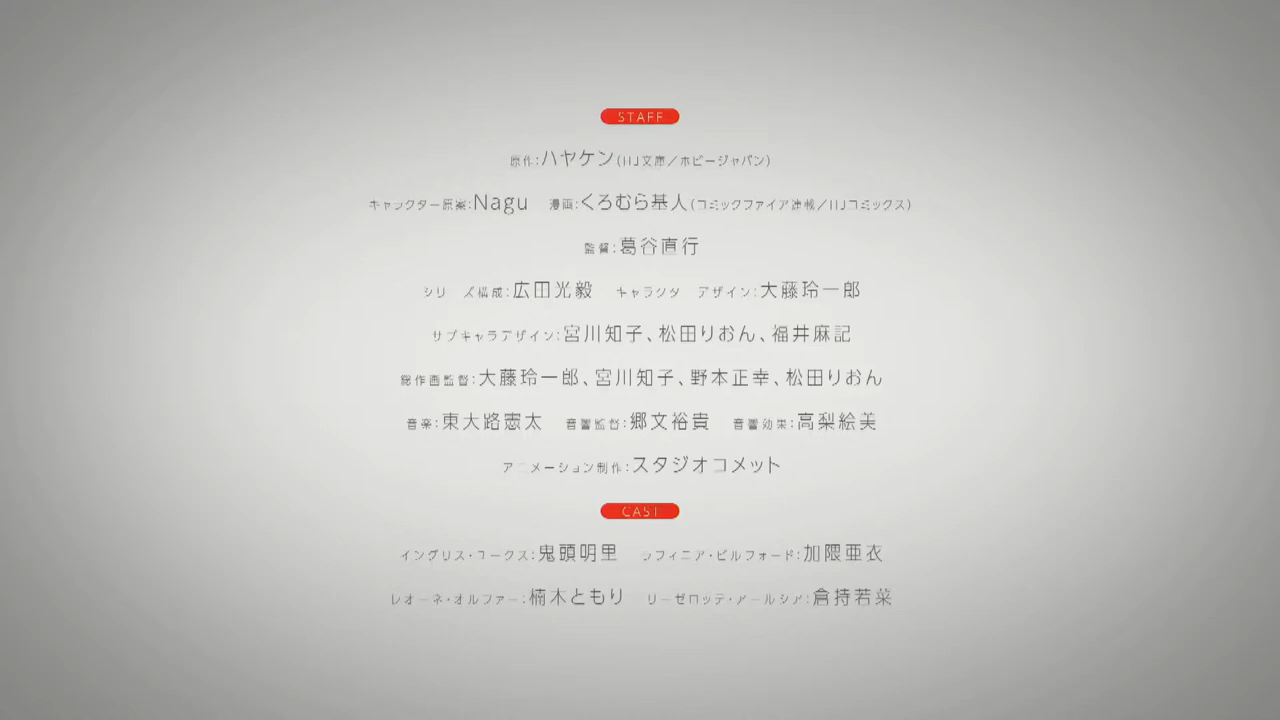 STAFF
原作:ハヤケン(HJ文庫/ホビージャパン)
キャラクター原案:Nagu 漫画:くろむら基人(コミックファイア連載/HJコミックス)
監督:葛谷直行
シリーズ構成:広田光毅 キャラクターデザイン:大藤玲一郎
サブキャラデザイン:宮川知子、松田りおん、福井麻記
総作画監督:大藤玲一郎、宮川知子、野本正幸、松田りおん
音楽:東大路憲太 音響監督:郷文裕貴 音響効果:高梨絵美
アニメーション制作:スタジオコメット
CAST
イングリス・ユークス:鬼頭明里 ラフィニア・ビルフォード:加隈亜衣
レオーネ・オルファー:楠木ともり リーゼロッテ・アールシア:倉持若菜